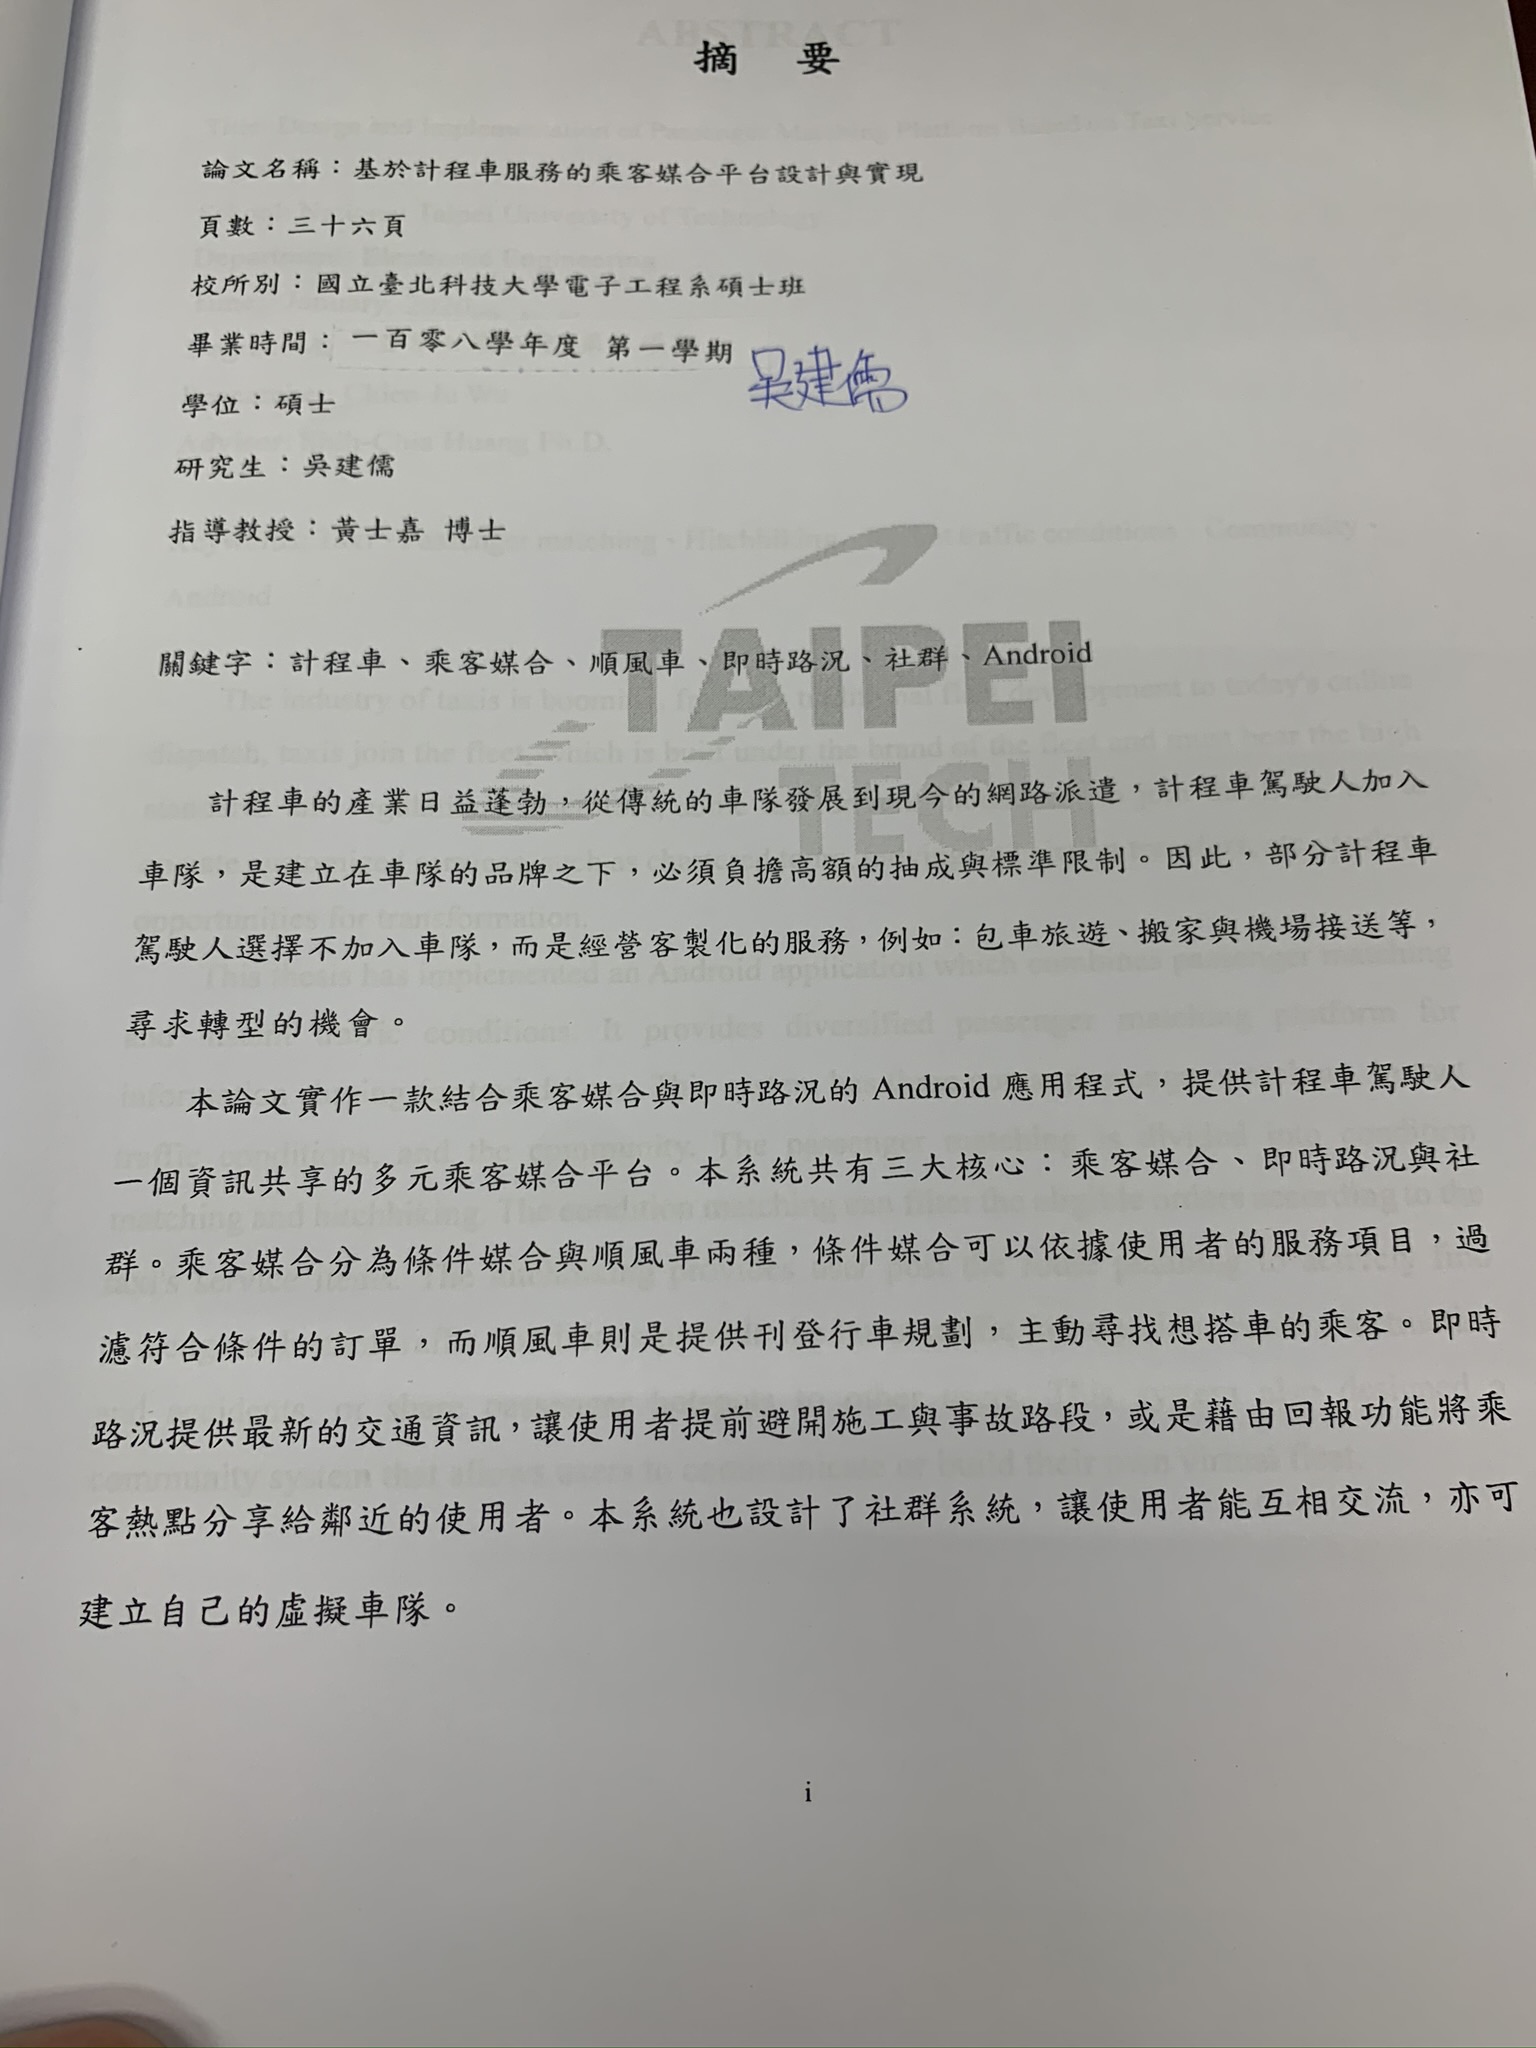 摘 要
論文名稱：基於計程車服務的乘客媒合平台設計與實現
頁數：三十六頁
校所別：國立臺北科技大學電子工程系碩士班
畢業時間：一百零八學年度 第一學期
吳建儒
學位：碩士
研究生：吳建儒
指導教授：黃士嘉 博士
TAIPEI
TECH
關鍵字：計程車、乘客媒合、順風車、即時路況、社群、Android
計程車的產業日益蓬勃，從傳統的車隊發展到現今的網路派遣，計程車駕駛人加入
車隊，是建立在車隊的品牌之下，必須負擔高額的抽成與標準限制。因此，部分計程車
駕駛人選擇不加入車隊，而是經營客製化的服務，例如：包車旅遊、搬家與機場接送等，
尋求轉型的機會。
本論文實作一款結合乘客媒合與即時路況的 Android 應用程式，提供計程車駕駛人
一個資訊共享的多元乘客媒合平台。本系統共有三大核心：乘客媒合、即時路況與社
群。乘客媒合分為條件媒合與順風車兩種，條件媒合可以依據使用者的服務項目，過
濾符合條件的訂單，而順風車則是提供刊登行車規劃，主動尋找想搭車的乘客。即時
路況提供最新的交通資訊，讓使用者提前避開施工與事故路段，或是藉由回報功能將乘
客熱點分享給鄰近的使用者。本系統也設計了社群系統，讓使用者能互相交流，亦可
建立自己的虛擬車隊。
i